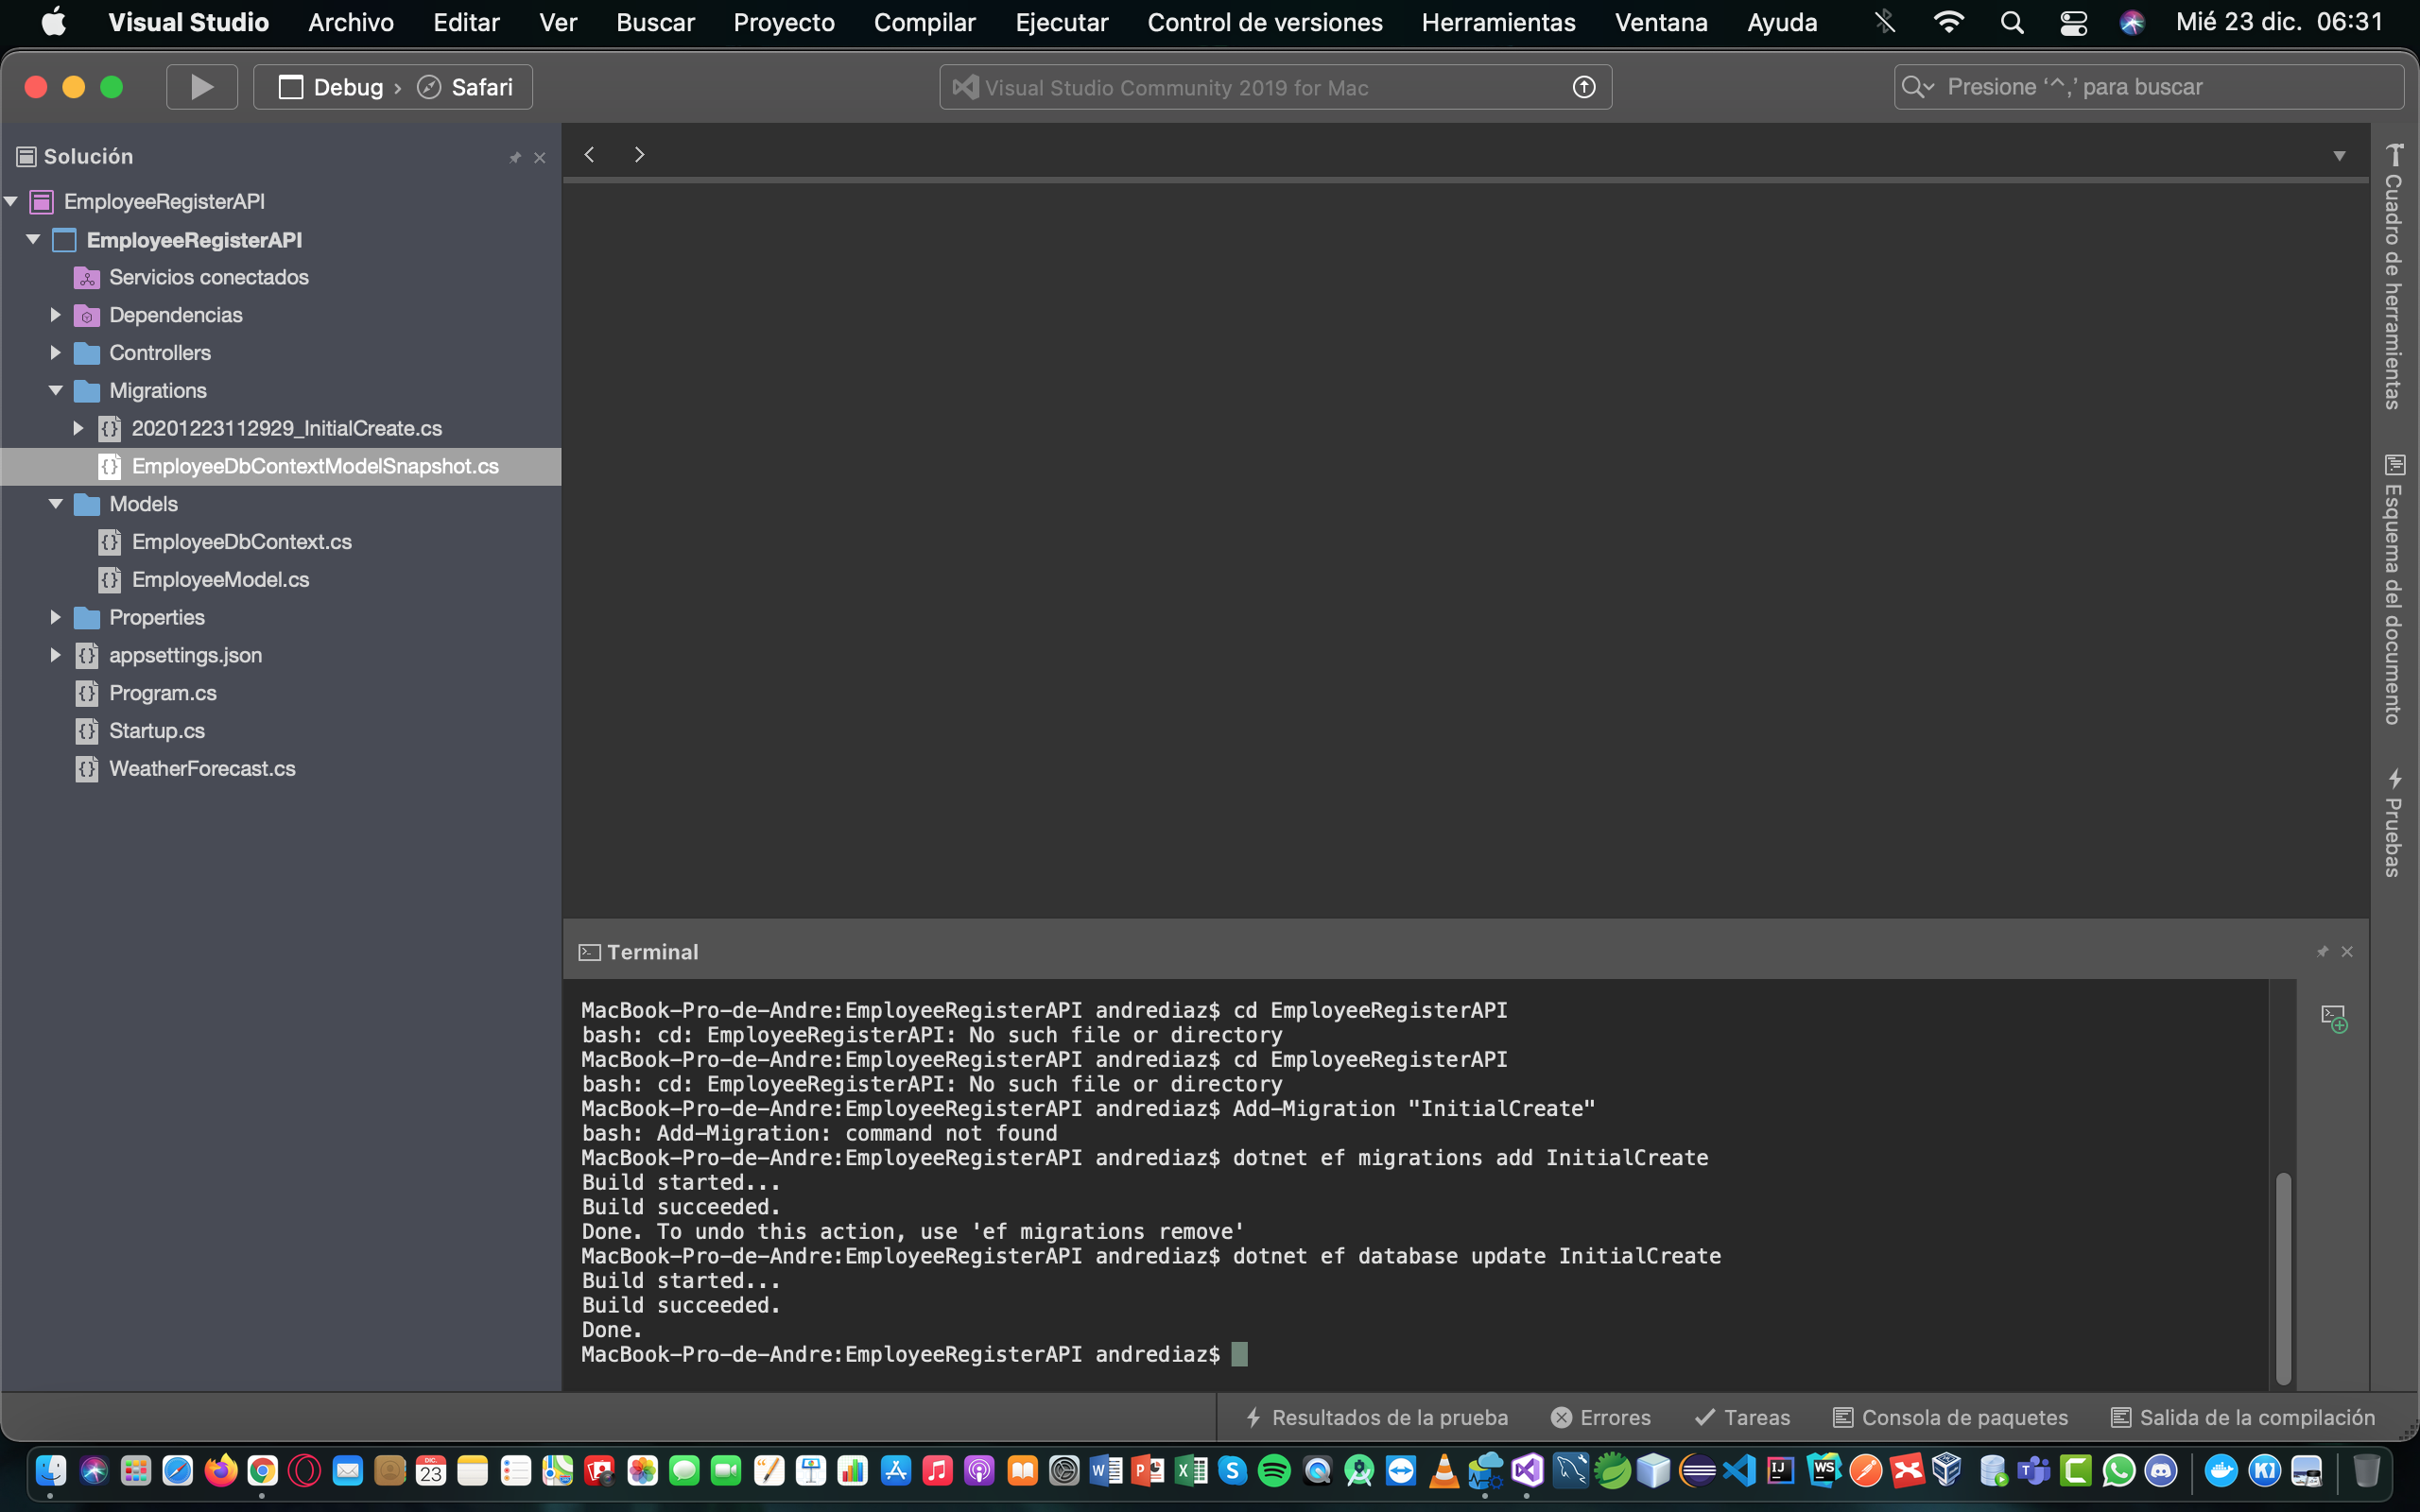 Visual Studio Archivo Editar Ver Buscar Proyecto Compilar Ejecutar Control de versiones Herramientas Ventana Ayuda Mié 23 dic. 06:31
Debug › Safari
Visual Studio Community 2019 for Mac
Presione ‘^,’ para buscar
Solución
EmployeeRegisterAPI
EmployeeRegisterAPI
Servicios conectados
Dependencias
Controllers
Migrations
20201223112929_InitialCreate.cs
EmployeeDbContextModelSnapshot.cs
Models
EmployeeDbContext.cs
EmployeeModel.cs
Properties
appsettings.json
Program.cs
Startup.cs
WeatherForecast.cs
Cuadro de herramientas
Esquema del documento
Pruebas
Terminal
MacBook-Pro-de-Andre:EmployeeRegisterAPI andrediaz$ cd EmployeeRegisterAPI
bash: cd: EmployeeRegisterAPI: No such file or directory
MacBook-Pro-de-Andre:EmployeeRegisterAPI andrediaz$ cd EmployeeRegisterAPI
bash: cd: EmployeeRegisterAPI: No such file or directory
MacBook-Pro-de-Andre:EmployeeRegisterAPI andrediaz$ Add-Migration "InitialCreate"
bash: Add-Migration: command not found
MacBook-Pro-de-Andre:EmployeeRegisterAPI andrediaz$ dotnet ef migrations add InitialCreate
Build started...
Build succeeded.
Done. To undo this action, use 'ef migrations remove'
MacBook-Pro-de-Andre:EmployeeRegisterAPI andrediaz$ dotnet ef database update InitialCreate
Build started...
Build succeeded.
Done.
MacBook-Pro-de-Andre:EmployeeRegisterAPI andrediaz$
Resultados de la prueba Errores Tareas Consola de paquetes Salida de la compilación
DIC. 23